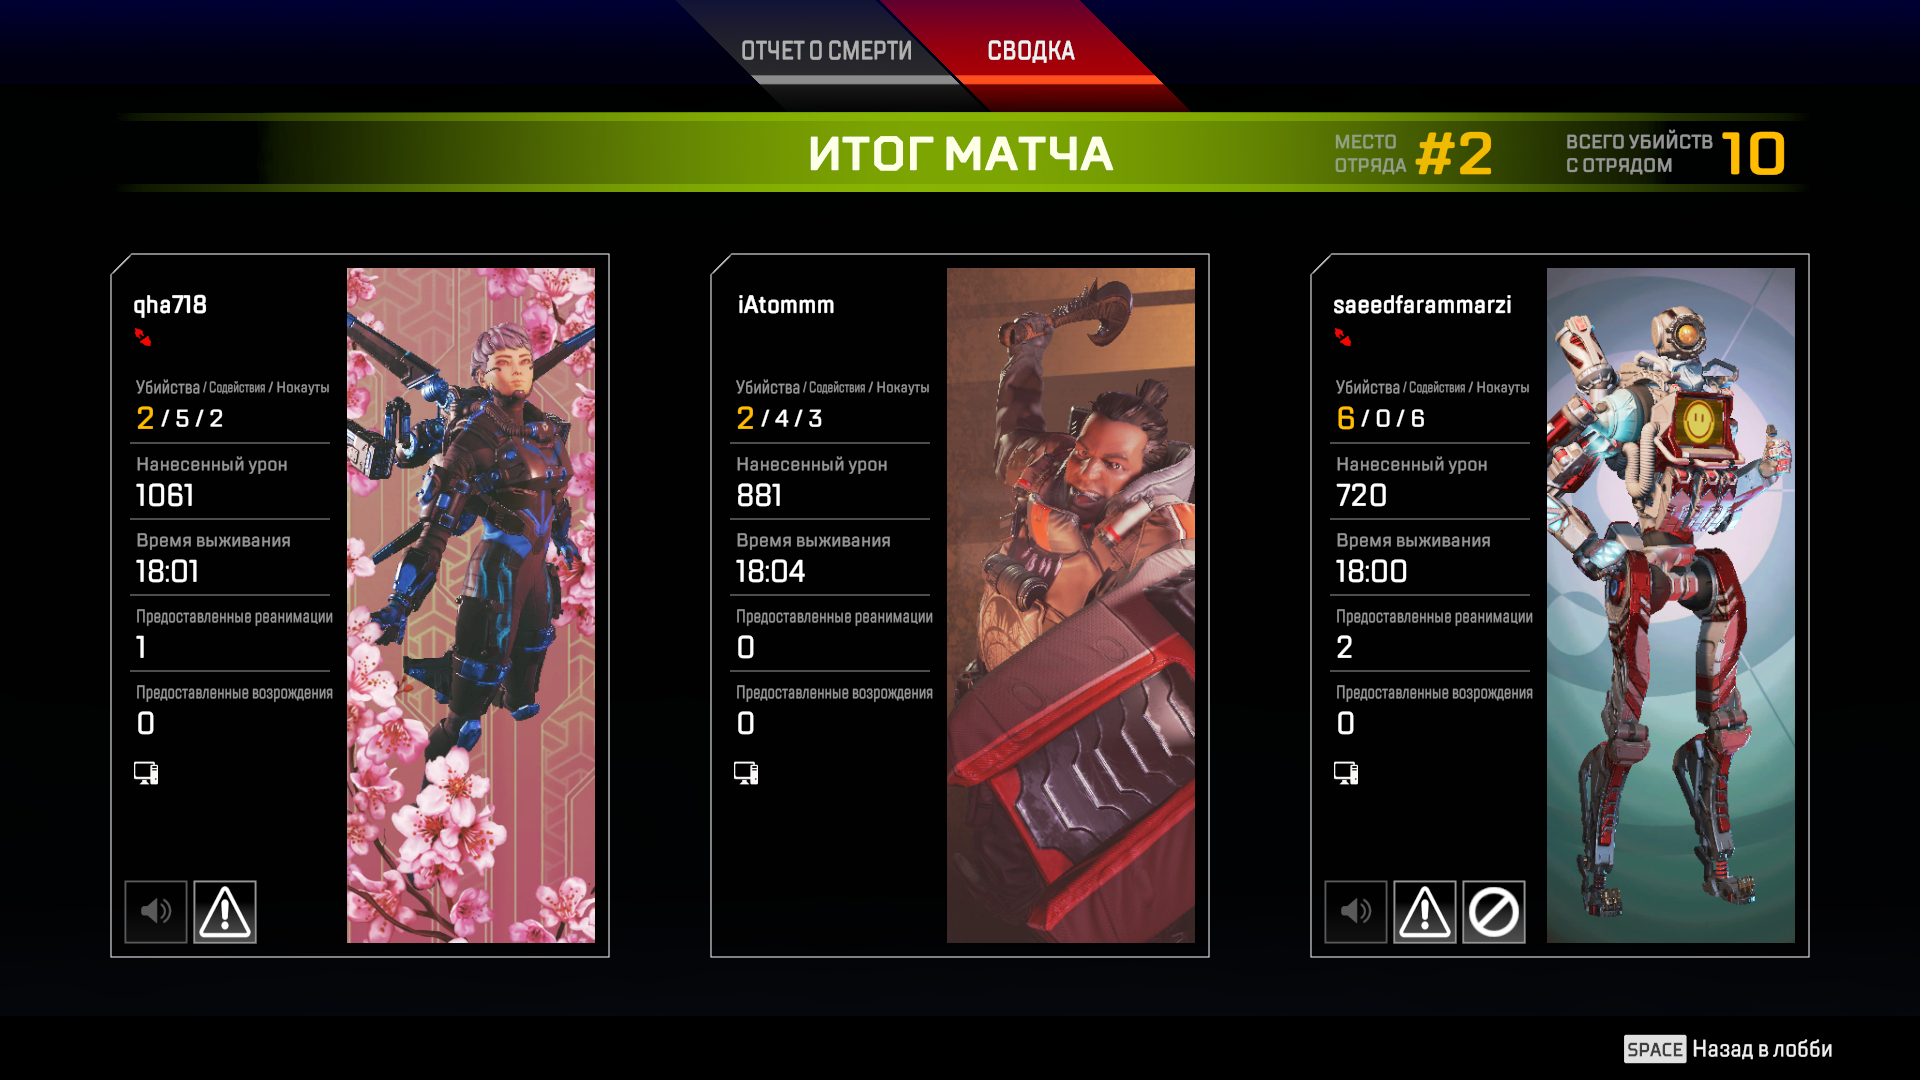 ОТЧЕТ О СМЕРТИ
СВОДКА
ИТОГ МАТЧА
МЕСТО
ОТРЯДА
#2
ВСЕГО УБИЙСТВ
С ОТРЯДОМ
10
qha718
Убийства / Содействия / Нокауты
2 / 5 / 2
Нанесенный урон
1061
Время выживания
18:01
Предоставленные реанимации
1
Предоставленные возрождения
0
iAtommm
Убийства / Содействия / Нокауты
2 / 4 / 3
Нанесенный урон
881
Время выживания
18:04
Предоставленные реанимации
0
Предоставленные возрождения
0
saeedfarammarzi
Убийства / Содействия / Нокауты
6 / 0 / 6
Нанесенный урон
720
Время выживания
18:00
Предоставленные реанимации
2
Предоставленные возрождения
0
SPACE Назад в лобби